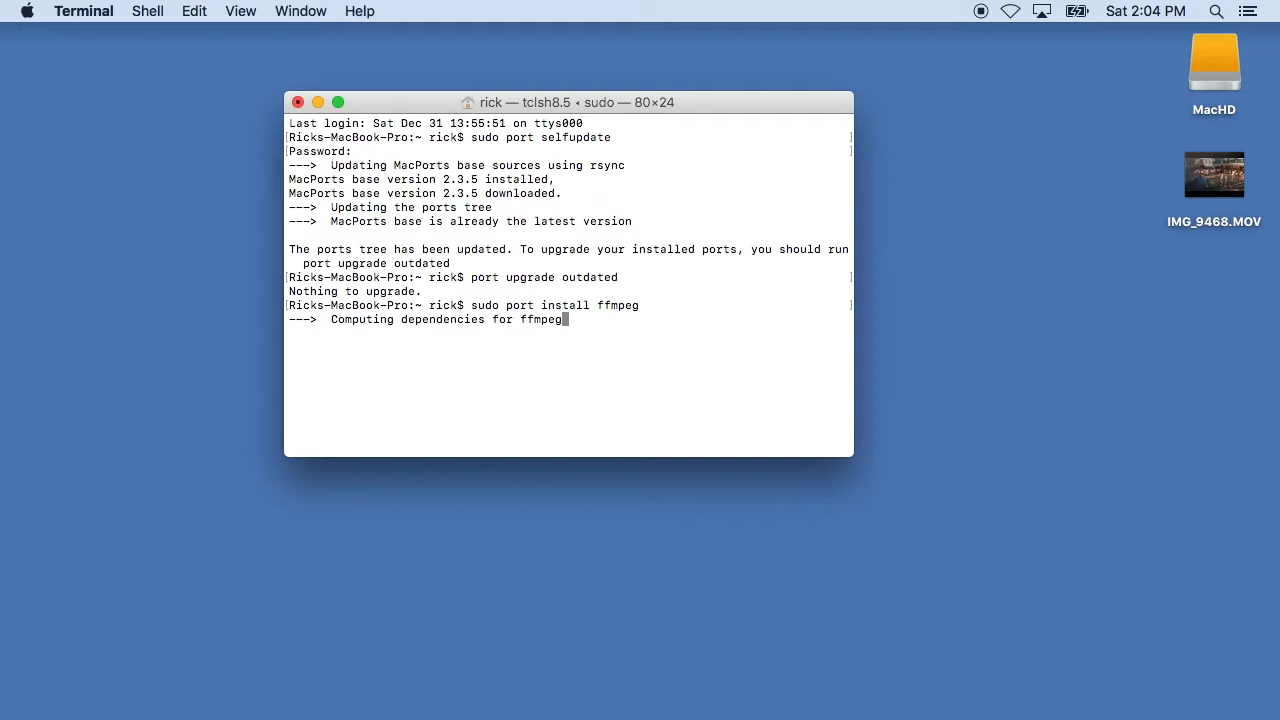 Terminal Shell Edit View Window Help Sat 2:04 PM
MacHD
IMG_9468.MOV
rick — tclsh8.5 ◂ sudo — 80×24
Last login: Sat Dec 31 13:55:51 on ttys000
[Ricks-MacBook-Pro:~ rick$ sudo port selfupdate ]
[Password: ]
---> Updating MacPorts base sources using rsync
MacPorts base version 2.3.5 installed,
MacPorts base version 2.3.5 downloaded.
---> Updating the ports tree
---> MacPorts base is already the latest version
The ports tree has been updated. To upgrade your installed ports, you should run
port upgrade outdated
[Ricks-MacBook-Pro:~ rick$ port upgrade outdated ]
Nothing to upgrade.
[Ricks-MacBook-Pro:~ rick$ sudo port install ffmpeg ]
---> Computing dependencies for ffmpeg